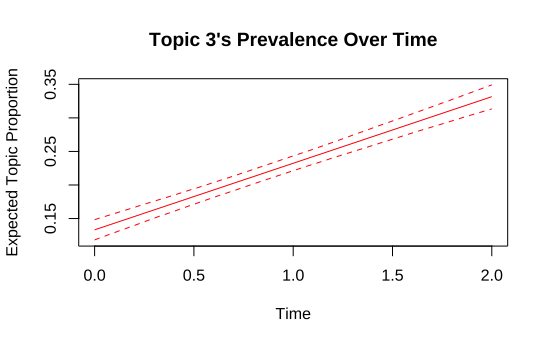 Topic 3's Prevalence Over Time
Expected Topic Proportion
0.35
0.25
0.15
0.0 0.5 1.0 1.5 2.0
Time